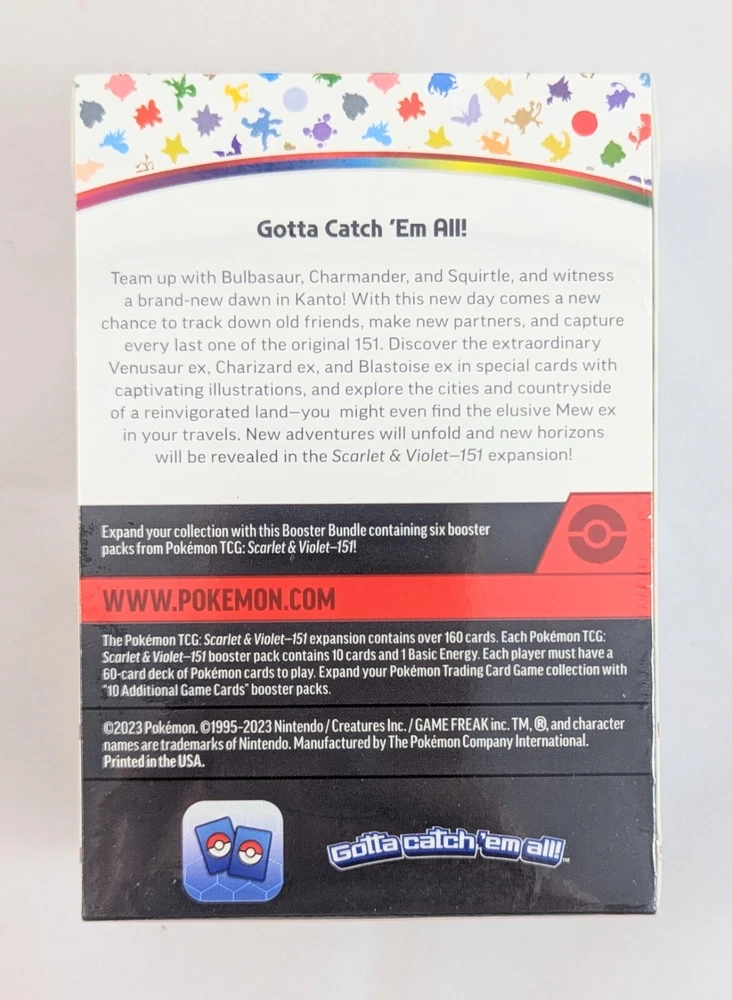 Gotta Catch 'Em All!
Team up with Bulbasaur, Charmander, and Squirtle, and witness
a brand-new dawn in Kanto! With this new day comes a new
chance to track down old friends, make new partners, and capture
every last one of the original 151. Discover the extraordinary
Venusaur ex, Charizard ex, and Blastoise ex in special cards with
captivating illustrations, and explore the cities and countryside
of a reinvigorated land—you might even find the elusive Mew ex
in your travels. New adventures will unfold and new horizons
will be revealed in the Scarlet & Violet—151 expansion!
Expand your collection with this Booster Bundle containing six booster
packs from Pokémon TCG: Scarlet & Violet—151!
WWW.POKEMON.COM
The Pokémon TCG: Scarlet & Violet—151 expansion contains over 160 cards. Each Pokémon TCG:
Scarlet & Violet—151 booster pack contains 10 cards and 1 Basic Energy. Each player must have a
60-card deck of Pokémon cards to play. Expand your Pokémon Trading Card Game collection with
"10 Additional Game Cards" booster packs.
©2023 Pokémon. ©1995–2023 Nintendo / Creatures Inc. / GAME FREAK inc. TM, ®, and character
names are trademarks of Nintendo. Manufactured by The Pokémon Company International.
Printed in the USA.
Gotta catch 'em all!™